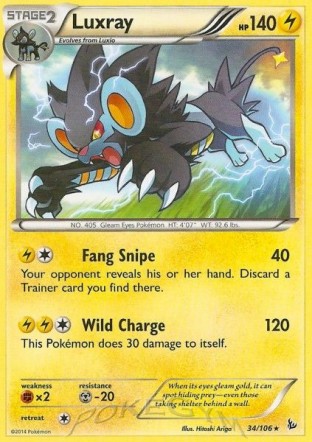 STAGE2
Luxray
HP140
Evolves from Luxio
NO. 405 Gleam Eyes Pokémon HT: 4'07" WT: 92.6 lbs.
Fang Snipe 40
Your opponent reveals his or her hand. Discard a
Trainer card you find there.
Wild Charge 120
This Pokémon does 30 damage to itself.
weakness
×2
resistance
-20
retreat
When its eyes gleam gold, it can
spot hiding prey—even those
taking shelter behind a wall.
©2014 Pokémon
Illus. Hitoshi Ariga
34/106